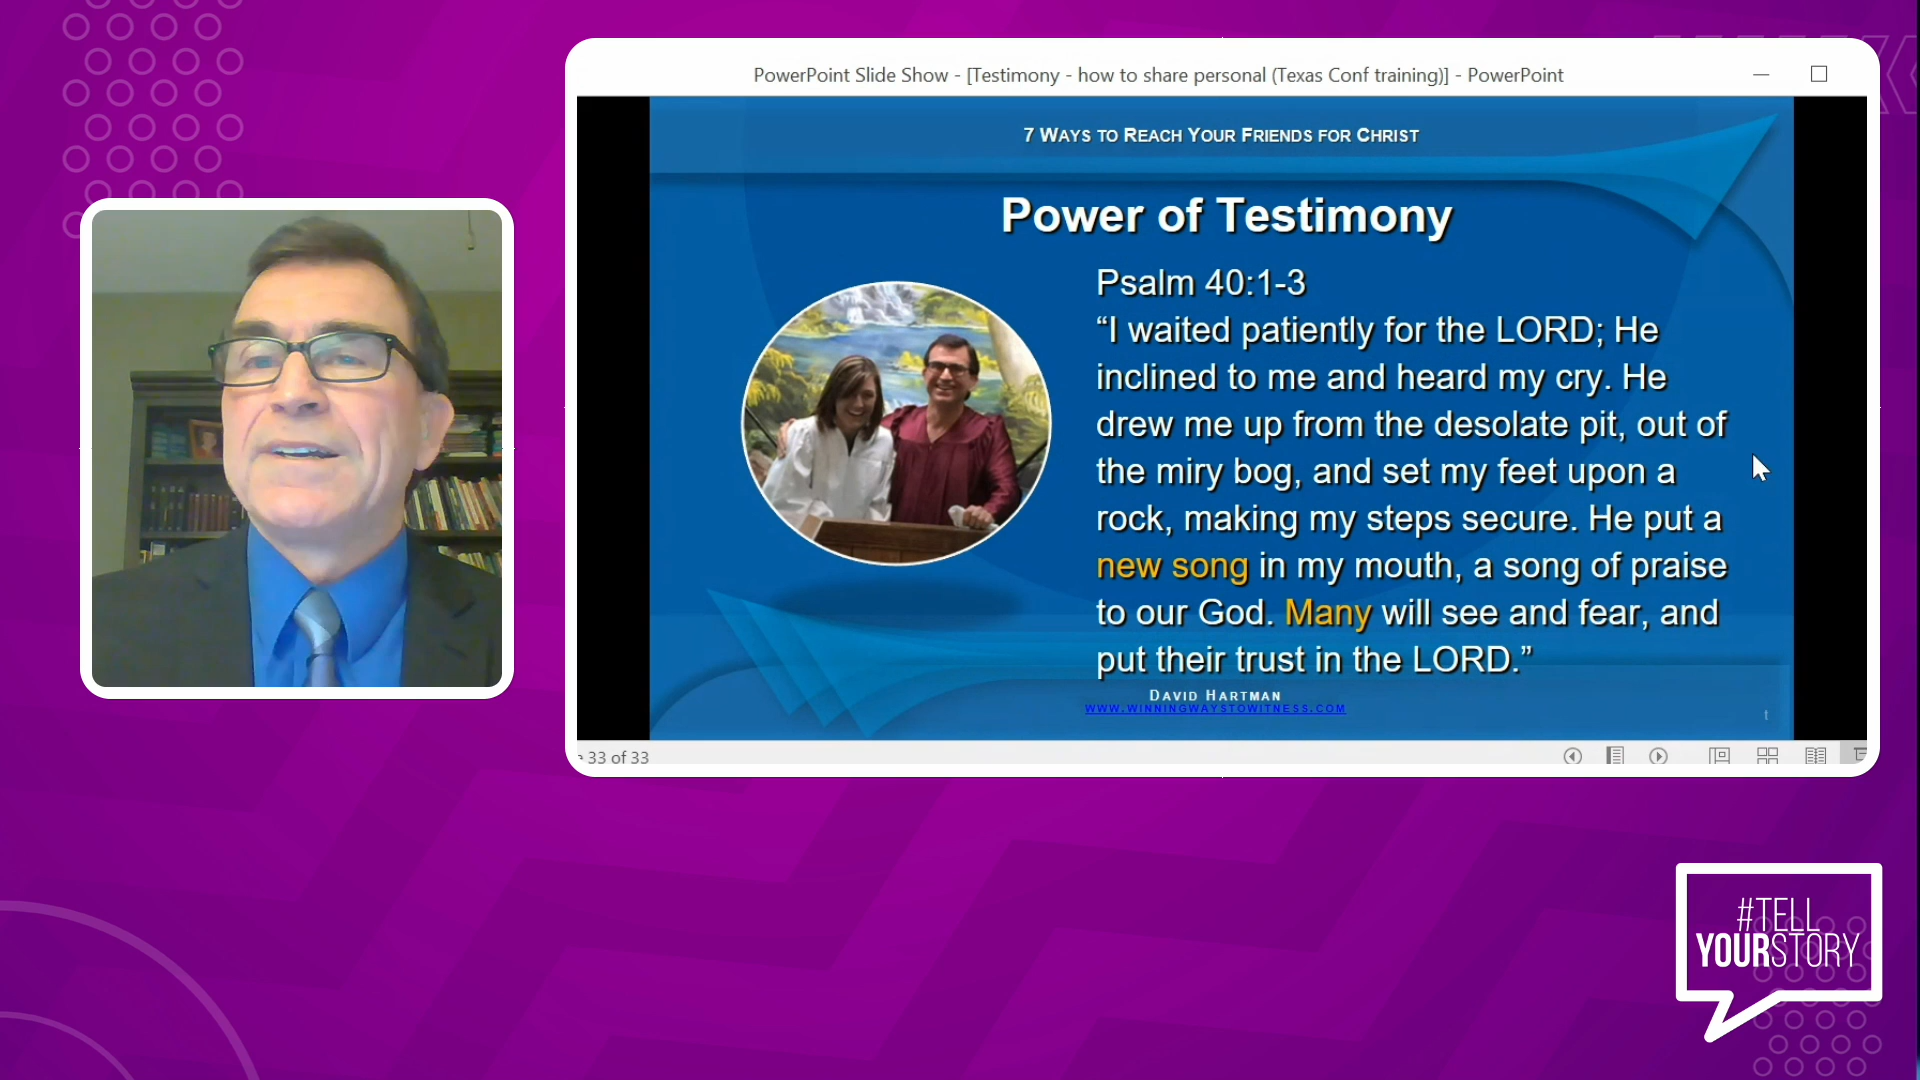 PowerPoint Slide Show - [Testimony - how to share personal (Texas Conf training)] - PowerPoint
7 WAYS TO REACH YOUR FRIENDS FOR CHRIST
Power of Testimony
Psalm 40:1-3
“I waited patiently for the LORD; He
inclined to me and heard my cry. He
drew me up from the desolate pit, out of
the miry bog, and set my feet upon a
rock, making my steps secure. He put a
new song in my mouth, a song of praise
to our God. Many will see and fear, and
put their trust in the LORD.”
DAVID HARTMAN
WWW.WINNINGWAYSTOWITNESS.COM
33 of 33
#TELL
YOURSTORY